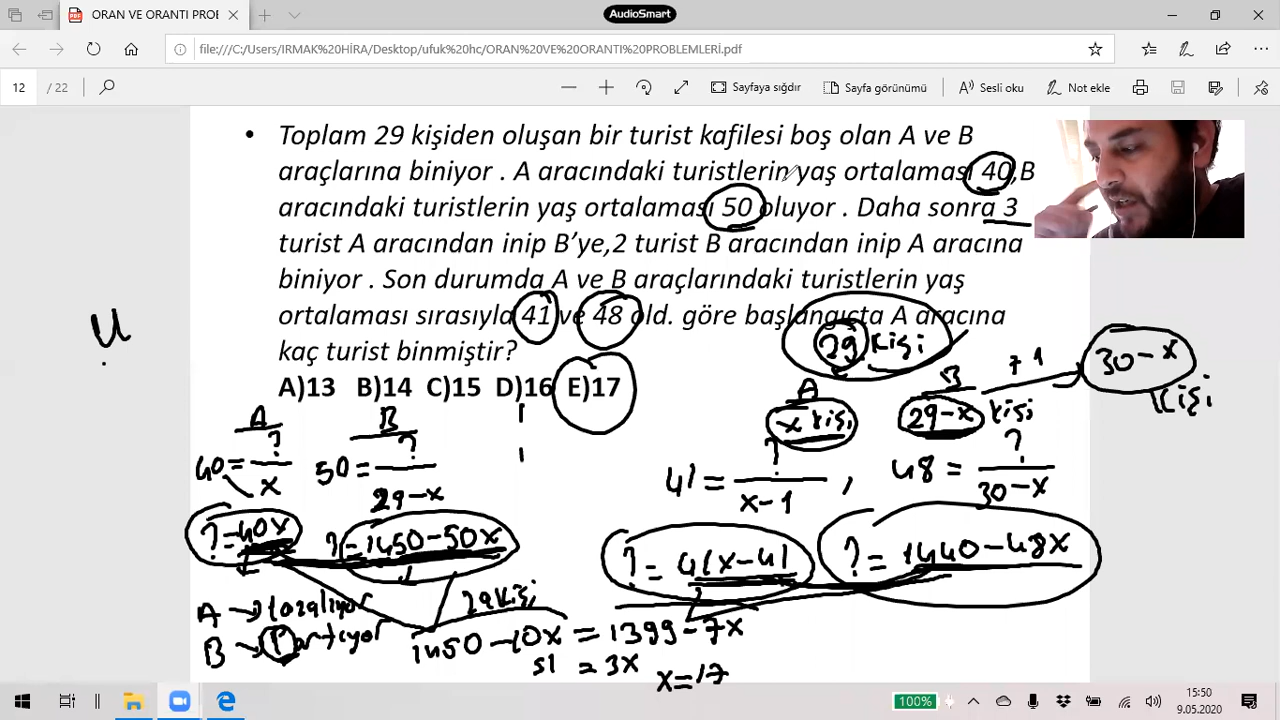 ORAN VE ORANTI PROE
AudioSmart
file:///C:/Users/IRMAK%20HİRA/Desktop/ufuk%20hc/ORAN%20VE%20ORANTI%20PROBLEMLERİ.pdf
12 / 22
Sayfaya sığdır
Sayfa görünümü
Sesli oku
Not ekle
• Toplam 29 kişiden oluşan bir turist kafilesi boş olan A ve B
araçlarına biniyor . A aracındaki turistlerin yaş ortalaması 40,B
aracındaki turistlerin yaş ortalaması 50 oluyor . Daha sonra 3
turist A aracından inip B'ye,2 turist B aracından inip A aracına
biniyor . Son durumda A ve B araçlarındaki turistlerin yaş
ortalaması sırasıyla 41 ve 48 old. göre başlangıçta A aracına
kaç turist binmiştir?
A)13 B)14 C)15 D)16 E)17
29 kişi
A
x kişi
B
29-x kişi
+1
30-x
kişi
A
40 = ?/x
B
50 = ?/29-x
41 = ?/x-1 , 48 = ?/30-x
?=40x
?=1450-50x
?= 41x-41
?= 1440-48x
A → azalıyor
B → artıyor
29 kişi
1450-10x = 1399-7x
51 = 3x
x=17
100%
15:50
9.05.2020